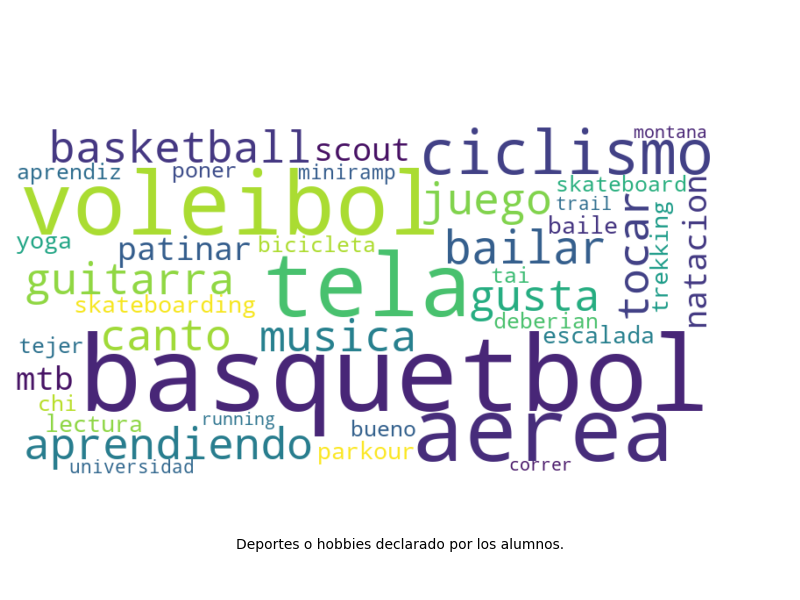 montana
basketball
scout
ciclismo
aprendiz
poner
miniramp
skateboard
voleibol
juego
trail
baile
natacion
tocar
trekking
yoga
patinar
bicicleta
bailar
guitarra
tela
tai
gusta
skateboarding
deberian
canto
musica
escalada
tejer
mtb
basquetbol
chi
lectura
running
bueno
aerea
aprendiendo
parkour
universidad
correr
Deportes o hobbies declarado por los alumnos.